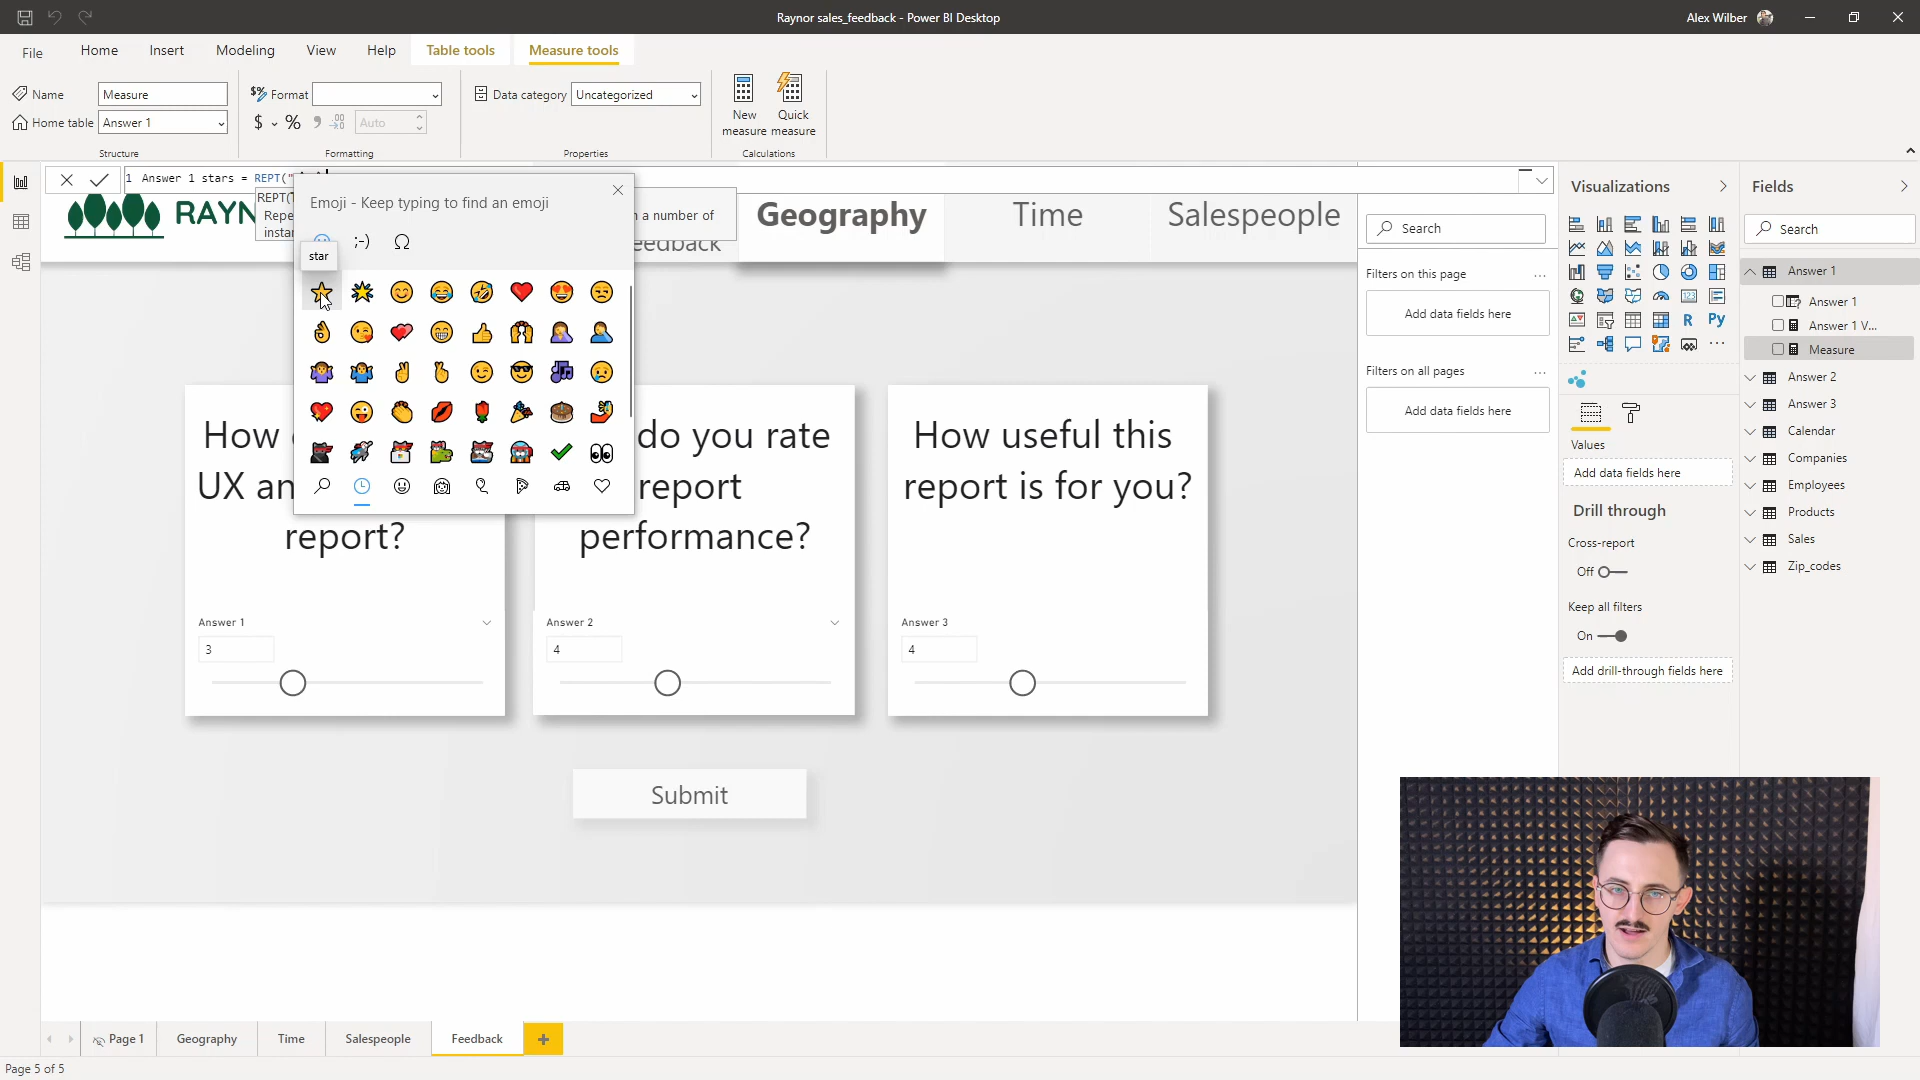 Raynor sales_feedback - Power BI Desktop
Alex Wilber
File
Home
Insert
Modeling
View
Help
Table tools
Measure tools
Name
Measure
Home table
Answer 1
Structure
Format
$ %
Auto
Formatting
Data category
Uncategorized
Properties
New
measure
Quick
measure
Calculations
1 Answer 1 stars = REPT("
REPT(
Repe
instan
n a number of
Emoji - Keep typing to find an emoji
;-)
Ω
star
RAYN
eedback
Geography
Time
Salespeople
How
UX an
report?
do you rate
report
performance?
How useful this
report is for you?
Answer 1
3
Answer 2
4
Answer 3
4
Submit
Search
Filters on this page
...
Add data fields here
Filters on all pages
...
Add data fields here
Visualizations
R
Py
...
Values
Add data fields here
Drill through
Cross-report
Off
Keep all filters
On
Add drill-through fields here
Fields
Search
Answer 1
Answer 1
Answer 1 V...
Measure
Answer 2
Answer 3
Calendar
Companies
Employees
Products
Sales
Zip_codes
Page 1
Geography
Time
Salespeople
Feedback
+
Page 5 of 5